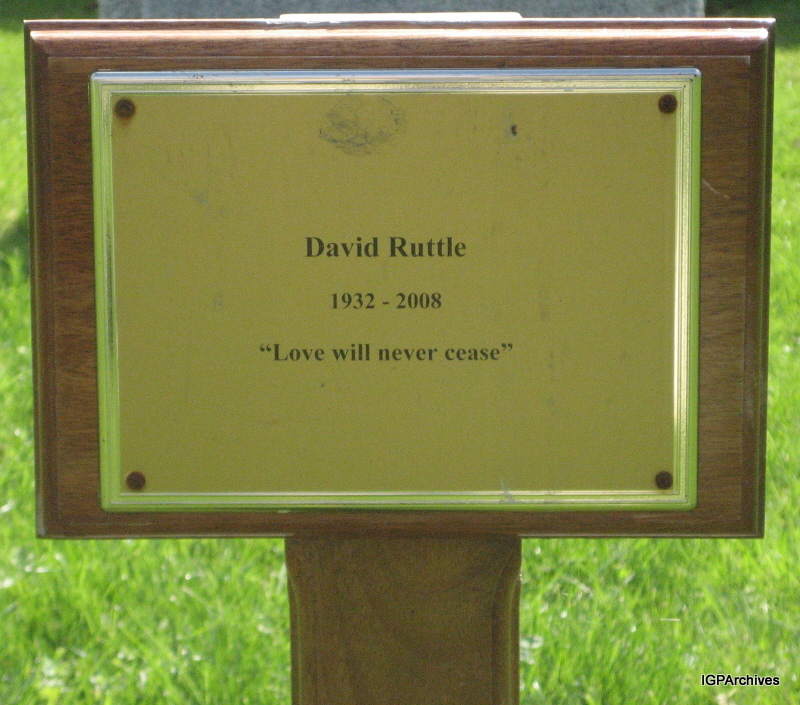 David Ruttle
1932 - 2008
“Love will never cease”
IGPArchives